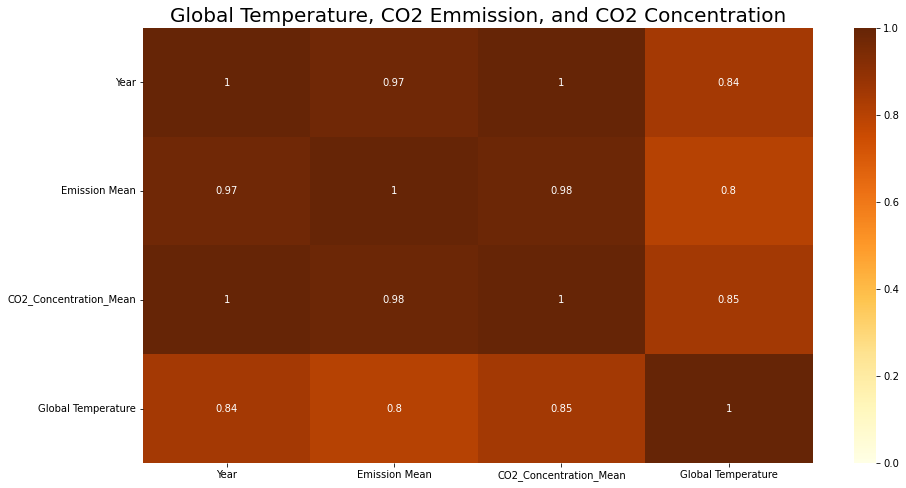 Global Temperature, CO2 Emmission, and CO2 Concentration
Year 1 0.97 1 0.84
Emission Mean 0.97 1 0.98 0.8
CO2_Concentration_Mean 1 0.98 1 0.85
Global Temperature 0.84 0.8 0.85 1
Year Emission Mean CO2_Concentration_Mean Global Temperature
1.0
0.8
0.6
0.4
0.2
0.0